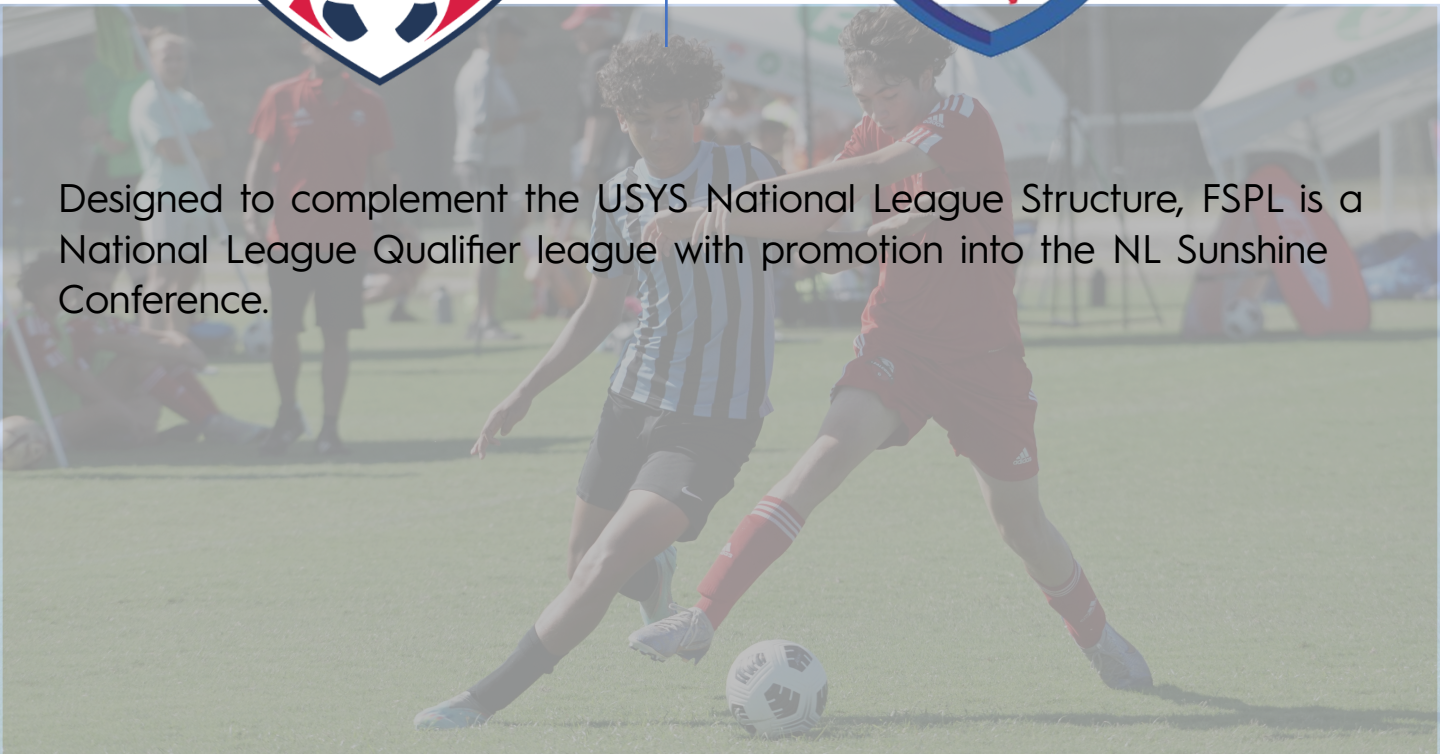 Designed to complement the USYS National League Structure, FSPL is a
National League Qualifier league with promotion into the NL Sunshine
Conference.